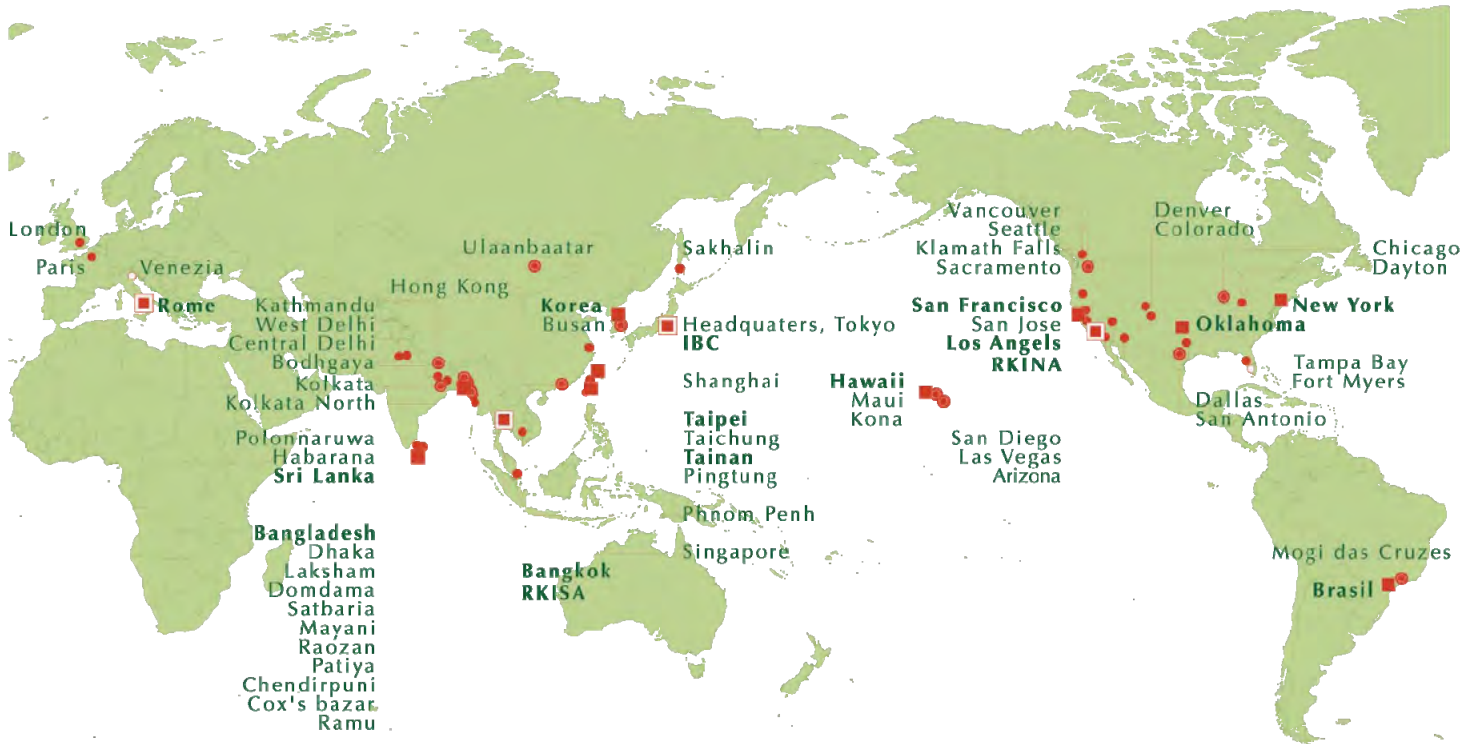 London
Paris
Venezia
Rome
Ulaanbaatar
Hong Kong
Kathmandu
West Delhi
Central Delhi
Bodhgaya
Kolkata
Kolkata North
Polonnaruwa
Habarana
Sri Lanka
Bangladesh
Dhaka
Laksham
Domdama
Satbaria
Mayani
Raozan
Patiya
Chendirpuni
Cox's bazar
Ramu
Korea
Busan
Sakhalin
Headquaters, Tokyo
IBC
Shanghai
Taipei
Taichung
Tainan
Pingtung
Phnom Penh
Singapore
Bangkok
RKISA
Vancouver
Seattle
Klamath Falls
Sacramento
San Francisco
San Jose
Los Angels
RKINA
Hawaii
Maui
Kona
San Diego
Las Vegas
Arizona
Denver
Colorado
Chicago
Dayton
New York
Oklahoma
Tampa Bay
Fort Myers
Dallas
San Antonio
Mogi das Cruzes
Brasil